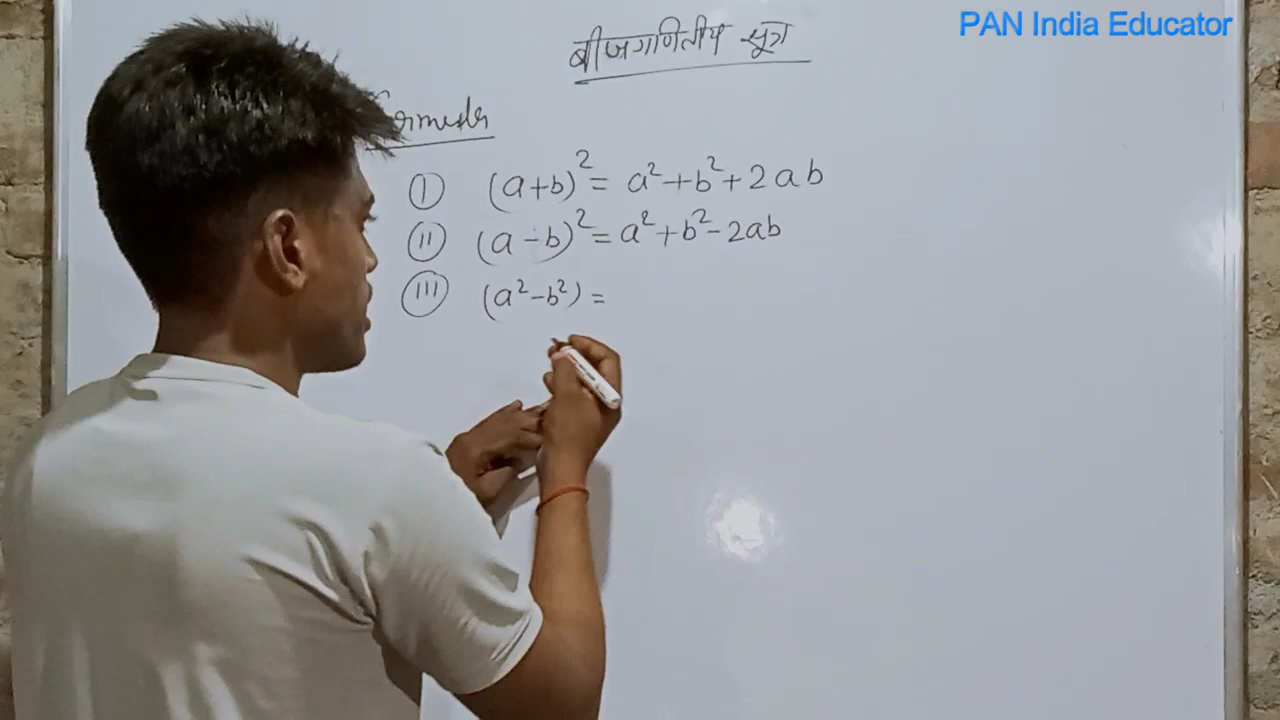 PAN India Educator
बीजगणितीय सूत्र
(I) (a+b)² = a²+b²+2ab
(II) (a-b)² = a²+b²-2ab
(III) (a²-b²) =